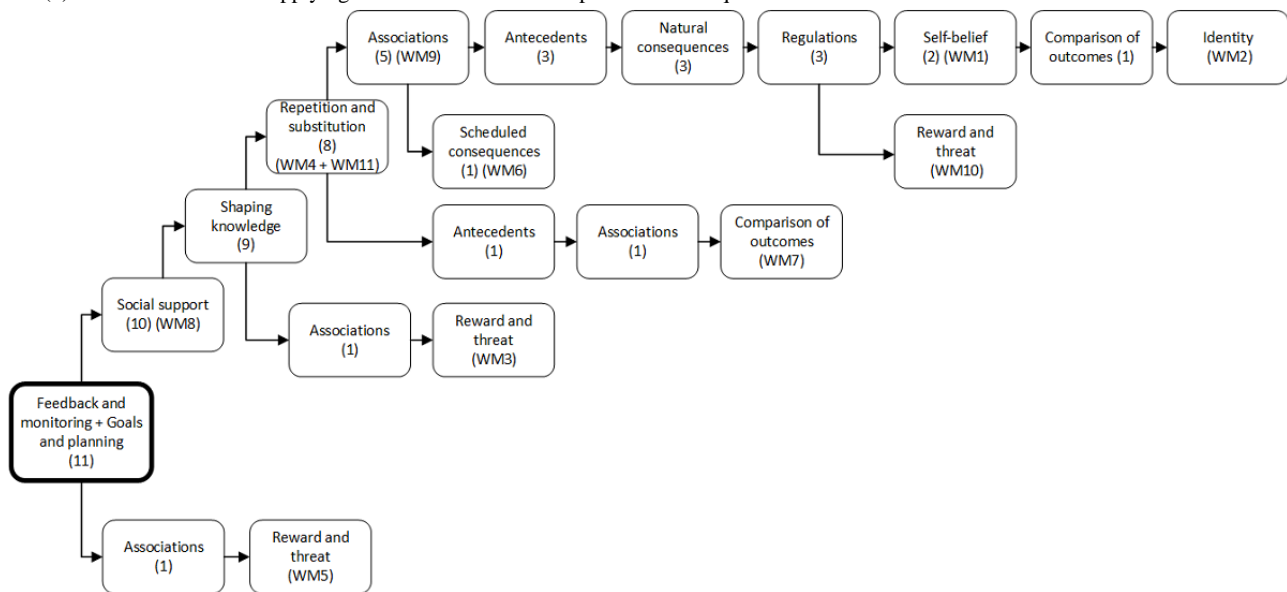 Associations
(5) (WM9)
Antecedents
(3)
Natural
consequences
(3)
Regulations
(3)
Self-belief
(2) (WM1)
Comparison of
outcomes (1)
Identity
(WM2)
Repetition and
substitution
(8)
(WM4 + WM11)
Scheduled
consequences
(1) (WM6)
Reward and
threat
(WM10)
Shaping
knowledge
(9)
Antecedents
(1)
Associations
(1)
Comparison of
outcomes
(WM7)
Social support
(10) (WM8)
Associations
(1)
Reward and
threat
(WM3)
Feedback and
monitoring + Goals
and planning
(11)
Associations
(1)
Reward and
threat
(WM5)